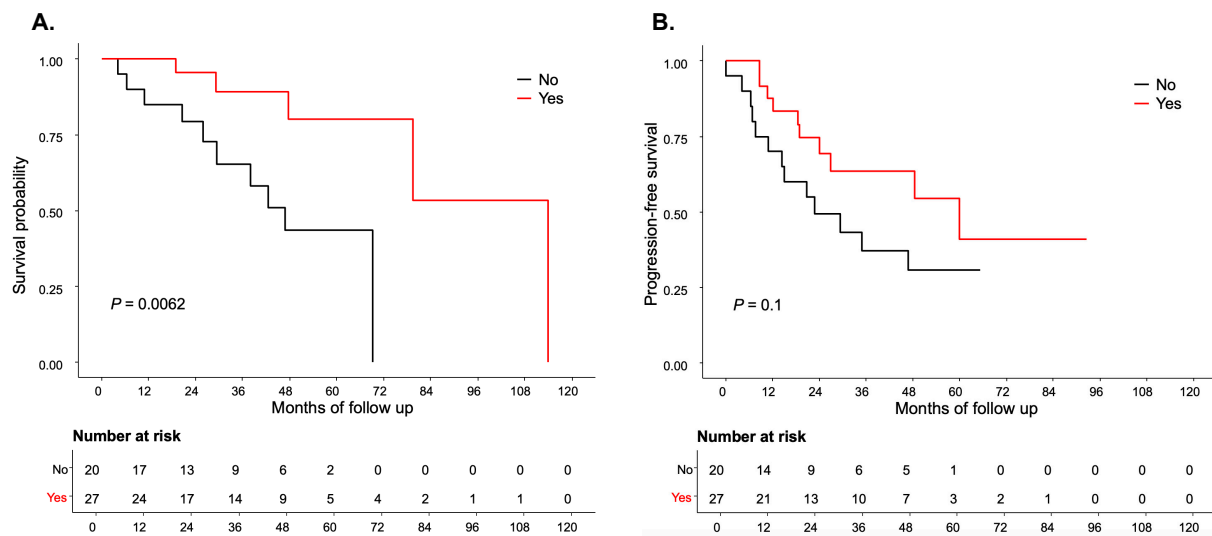 A.
1.00
0.75
0.50
0.25
0.00
Survival probability
No
Yes
P = 0.0062
0 12 24 36 48 60 72 84 96 108 120
Months of follow up
Number at risk
No 20 17 13 9 6 2 0 0 0 0 0
Yes 27 24 17 14 9 5 4 2 1 1 0
0 12 24 36 48 60 72 84 96 108 120
B.
1.00
0.75
0.50
0.25
0.00
Progression-free survival
No
Yes
P = 0.1
0 12 24 36 48 60 72 84 96 108 120
Months of follow up
Number at risk
No 20 14 9 6 5 1 0 0 0 0 0
Yes 27 21 13 10 7 3 2 1 0 0 0
0 12 24 36 48 60 72 84 96 108 120